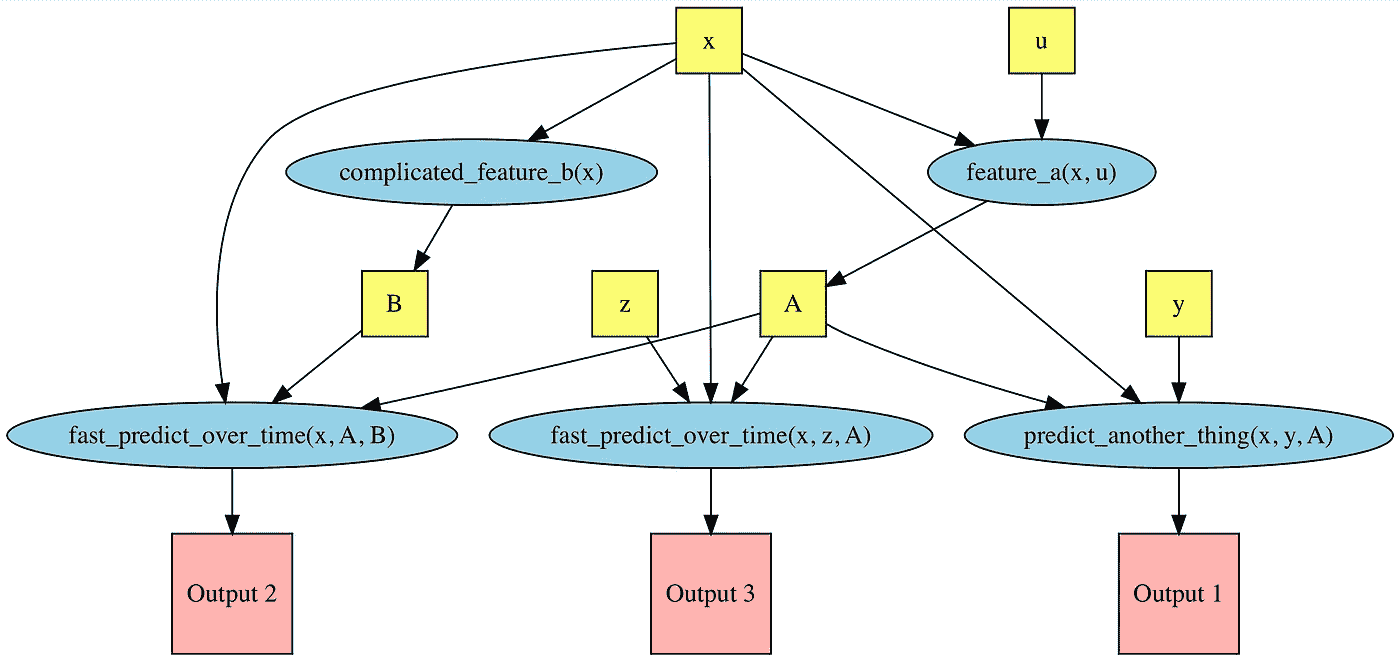 x
u
complicated_feature_b(x)
feature_a(x, u)
B
z
A
y
fast_predict_over_time(x, A, B)
fast_predict_over_time(x, z, A)
predict_another_thing(x, y, A)
Output 2
Output 3
Output 1